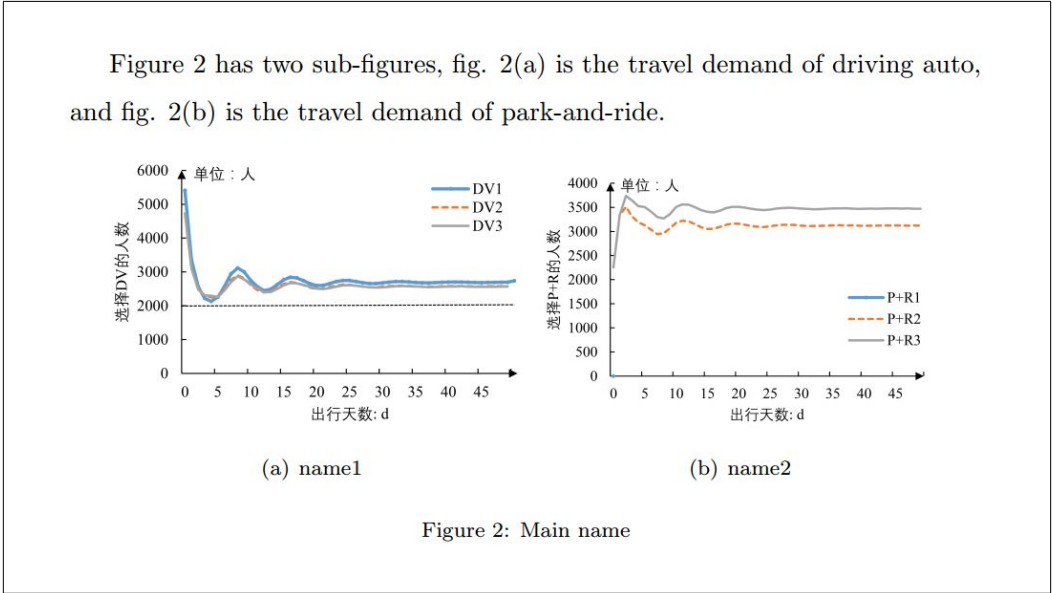 Figure 2 has two sub-figures, fig. 2(a) is the travel demand of driving auto,
and fig. 2(b) is the travel demand of park-and-ride.
单位：人
6000
5000
4000
3000
2000
1000
0
选择DV的人数
DV1
DV2
DV3
0 5 10 15 20 25 30 35 40 45
出行天数: d
(a) name1
单位：人
4000
3500
3000
2500
2000
1500
1000
500
0
选择P+R的人数
P+R1
P+R2
P+R3
0 5 10 15 20 25 30 35 40 45
出行天数: d
(b) name2
Figure 2: Main name